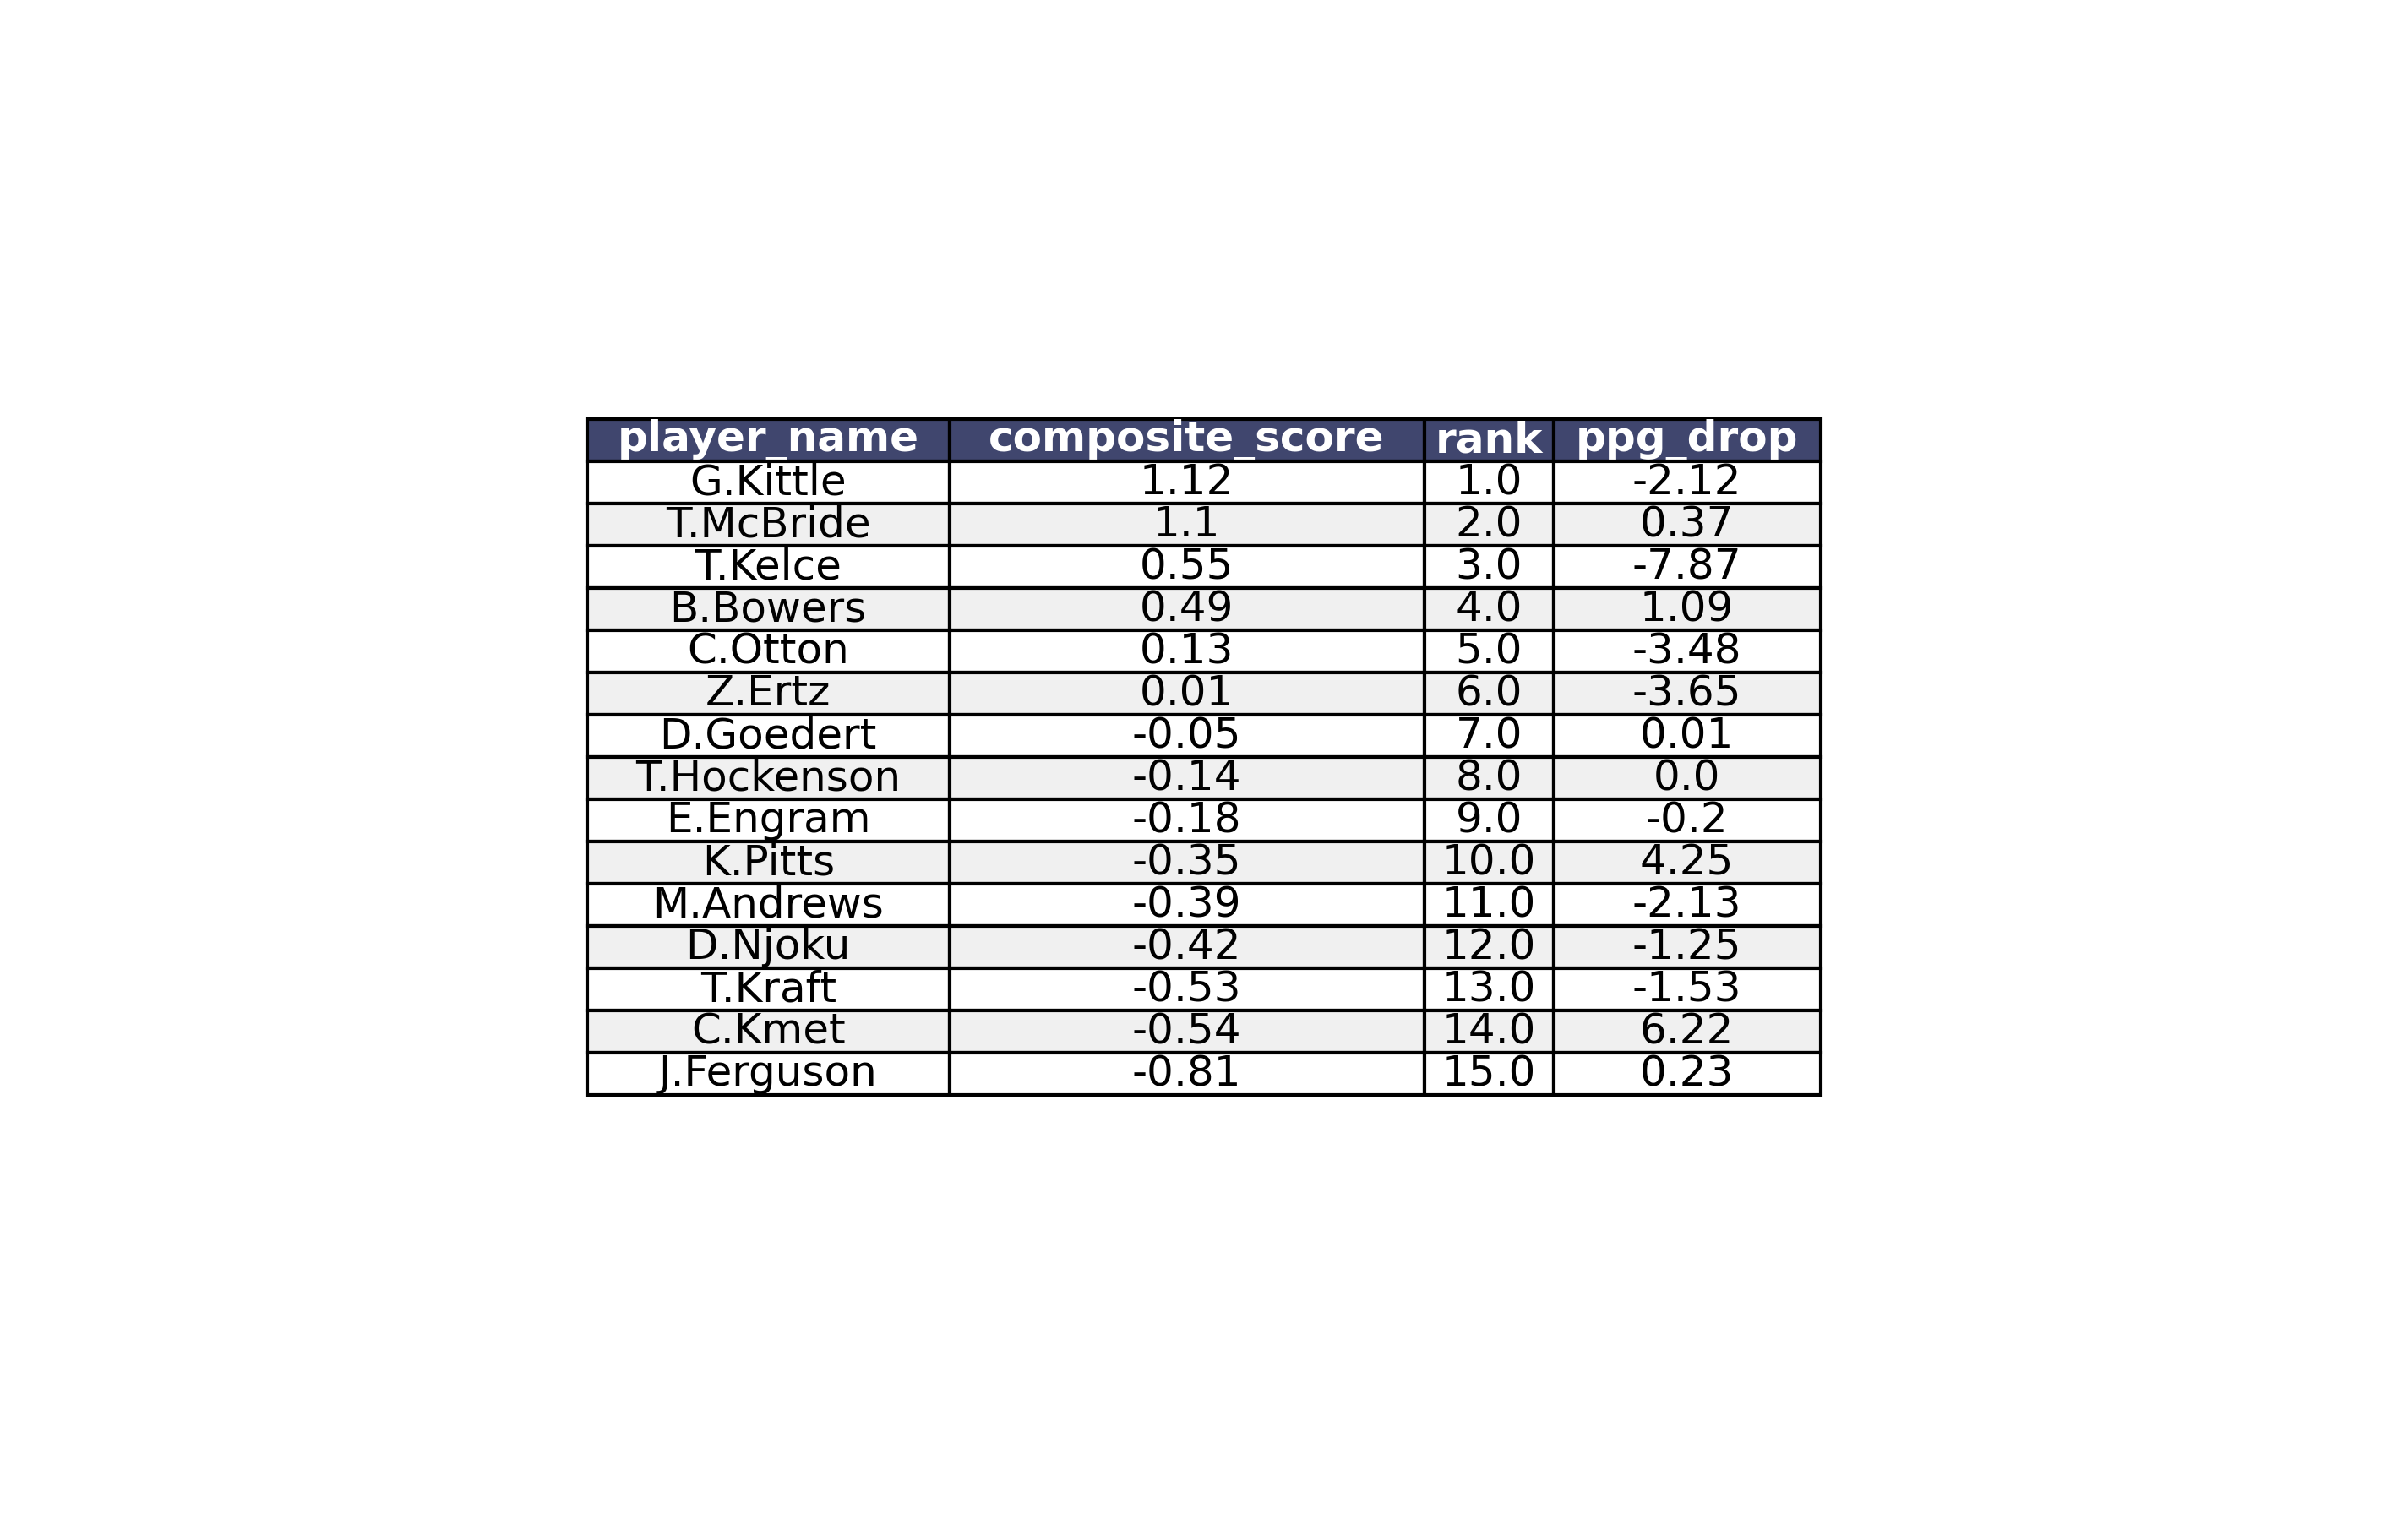 player_name composite_score rank ppg_drop
G.Kittle 1.12 1.0 -2.12
T.McBride 1.1 2.0 0.37
T.Kelce 0.55 3.0 -7.87
B.Bowers 0.49 4.0 1.09
C.Otton 0.13 5.0 -3.48
Z.Ertz 0.01 6.0 -3.65
D.Goedert -0.05 7.0 0.01
T.Hockenson -0.14 8.0 0.0
E.Engram -0.18 9.0 -0.2
K.Pitts -0.35 10.0 4.25
M.Andrews -0.39 11.0 -2.13
D.Njoku -0.42 12.0 -1.25
T.Kraft -0.53 13.0 -1.53
C.Kmet -0.54 14.0 6.22
J.Ferguson -0.81 15.0 0.23